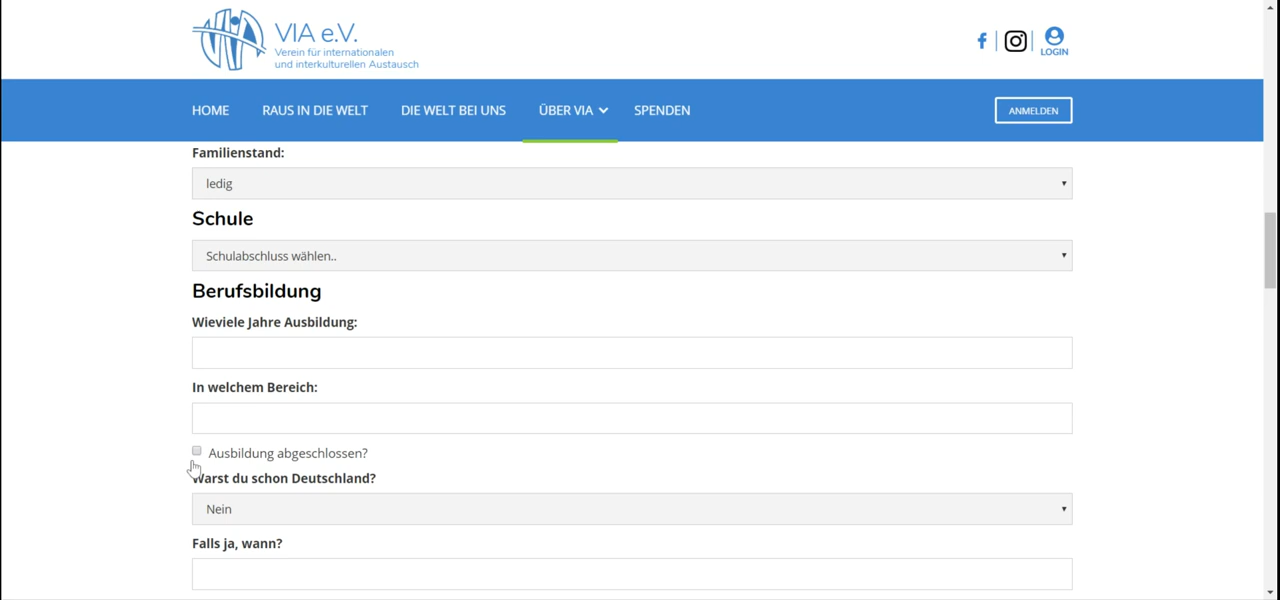 VIA e.V.
Verein für internationalen
und interkulturellen Austausch
LOGIN
HOME RAUS IN DIE WELT DIE WELT BEI UNS ÜBER VIA SPENDEN ANMELDEN
Familienstand:
ledig
Schule
Schulabschluss wählen..
Berufsbildung
Wieviele Jahre Ausbildung:
In welchem Bereich:
Ausbildung abgeschlossen?
Warst du schon Deutschland?
Nein
Falls ja, wann?